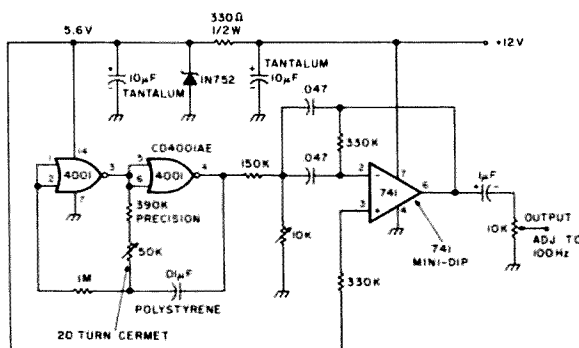 330Ω
1/2W
5.6V
+12V
+
10µF
TANTALUM
1N752
TANTALUM
+
10µF
.047
CD4001AE
330K
1
14
2
4001
3
7
5
6
4001
4
150K
.047
2
-
7
741
6
3
+
4
1µF
+ -
390K
PRECISION
10K
10K
OUTPUT
ADJ TO
100Hz
741
MINI-DIP
50K
1M
.01µF
POLYSTYRENE
330K
20 TURN CERMET